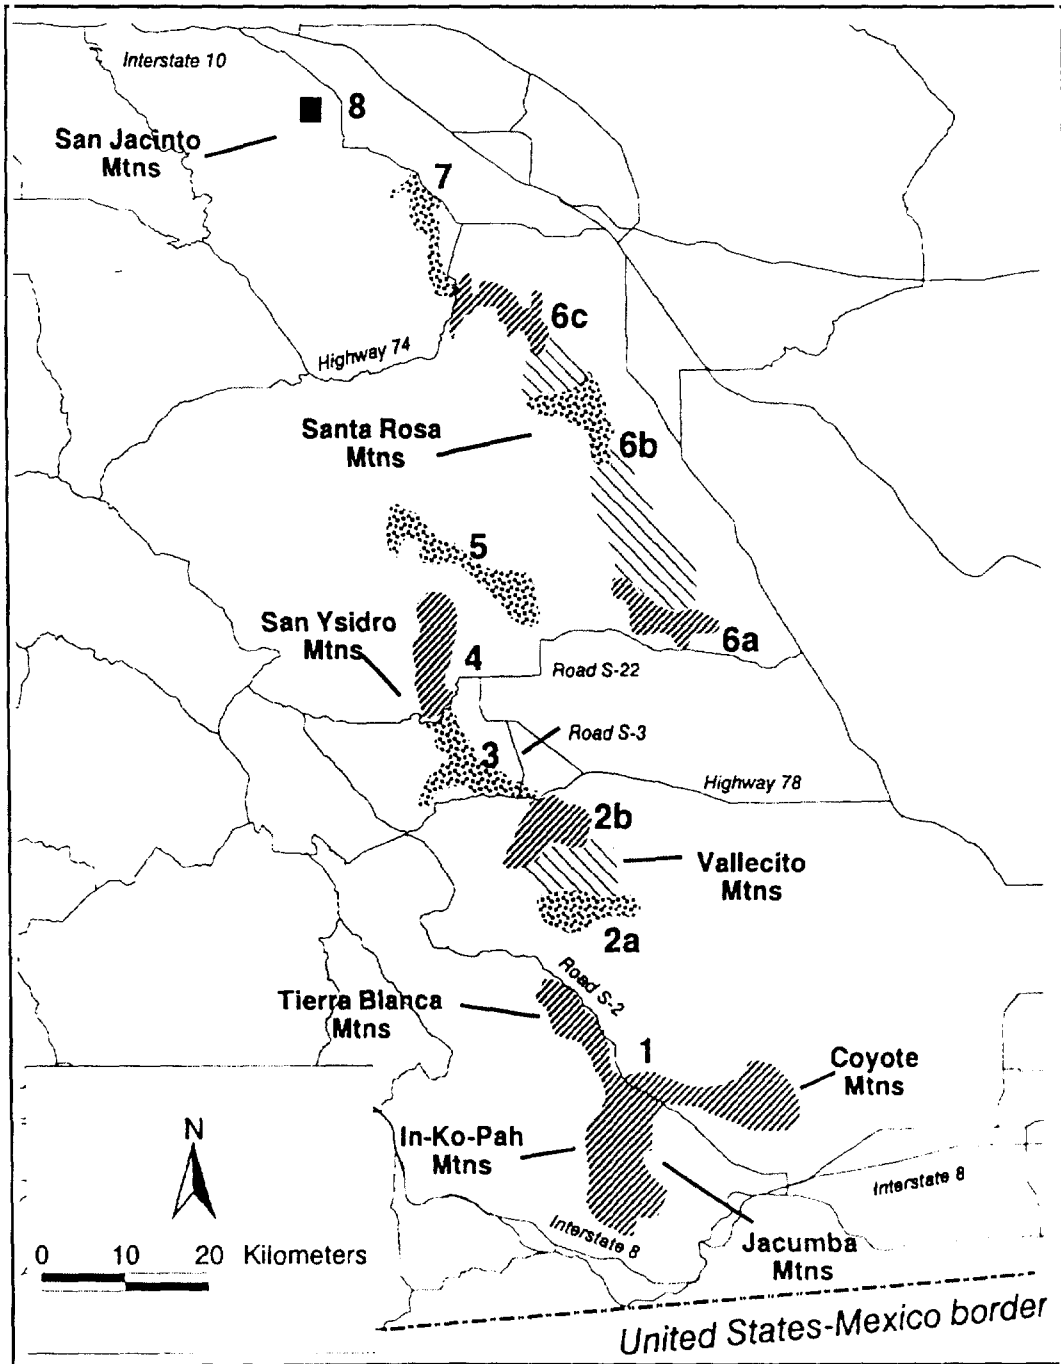 Interstate 10
8
San Jacinto
Mtns
7
6c
Highway 74
Santa Rosa
Mtns
6b
5
San Ysidro
Mtns
6a
4
Road S-22
Road S-3
3
Highway 78
2b
Vallecito
Mtns
2a
Road S-2
Tierra Blanca
Mtns
1
Coyote
Mtns
N
In-Ko-Pah
Mtns
Interstate 8
Interstate 8
Jacumba
Mtns
0 10 20 Kilometers
United States-Mexico border